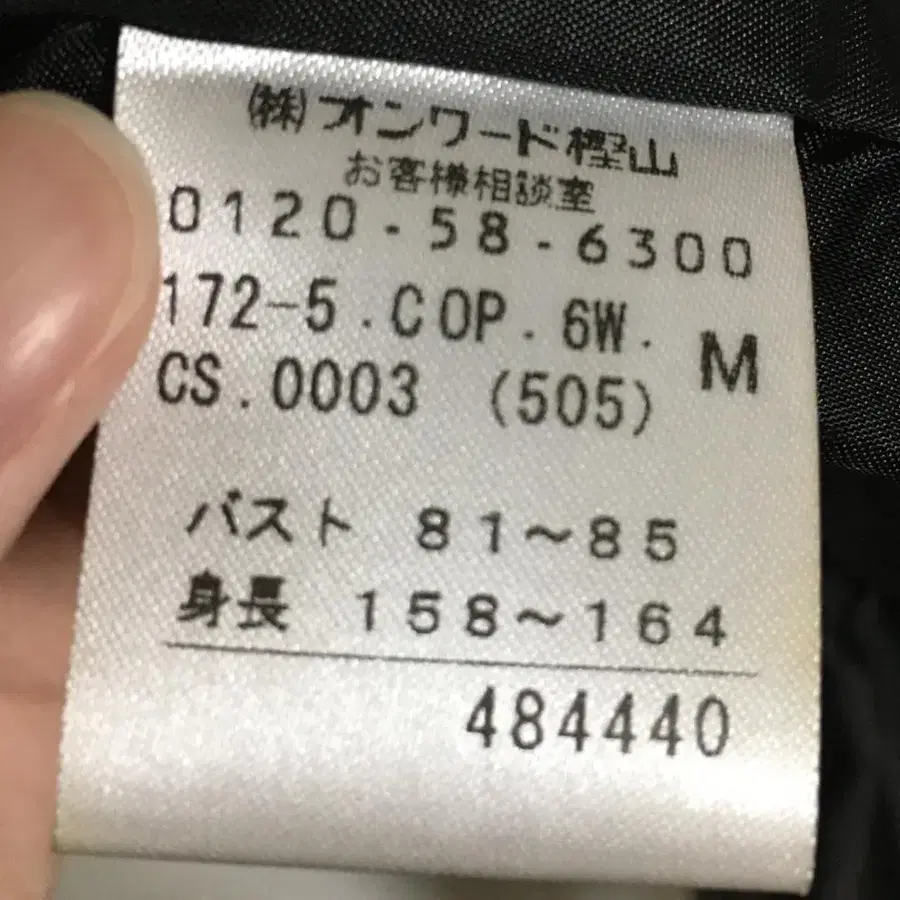 (株)オンワード樫山
お客様相談室
0120-58-6300
172-5.COP.6W. M
CS.0003 (505)
バスト 81~85
身長 158~164
484440